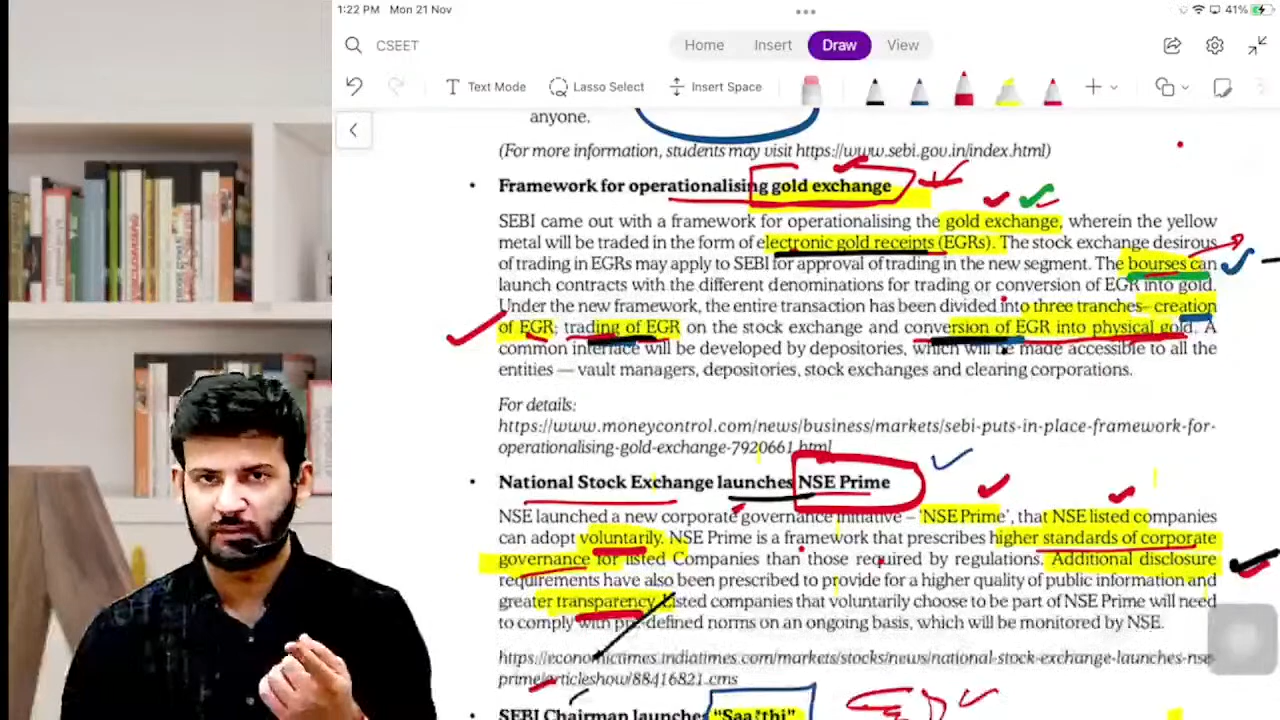 1:22 PM Mon 21 Nov
41%
CSEET
Home Insert Draw View
Text Mode Lasso Select Insert Space
anyone.
(For more information, students may visit https://www.sebi.gov.in/index.html)
• Framework for operationalising gold exchange
SEBI came out with a framework for operationalising the gold exchange, wherein the yellow
metal will be traded in the form of electronic gold receipts (EGRs). The stock exchange desirous
of trading in EGRs may apply to SEBI for approval of trading in the new segment. The bourses can
launch contracts with the different denominations for trading or conversion of EGR into gold.
Under the new framework, the entire transaction has been divided into three tranches– creation
of EGR; trading of EGR on the stock exchange and conversion of EGR into physical gold. A
common interface will be developed by depositories, which will be made accessible to all the
entities — vault managers, depositories, stock exchanges and clearing corporations.
For details:
https://www.moneycontrol.com/news/business/markets/sebi-puts-in-place-framework-for-
operationalising-gold-exchange-7920661.html
• National Stock Exchange launches NSE Prime
NSE launched a new corporate governance initiative – 'NSE Prime', that NSE listed companies
can adopt voluntarily. NSE Prime is a framework that prescribes higher standards of corporate
governance for listed Companies than those required by regulations. Additional disclosure
requirements have also been prescribed to provide for a higher quality of public information and
greater transparency. Listed companies that voluntarily choose to be part of NSE Prime will need
to comply with pre-defined norms on an ongoing basis, which will be monitored by NSE.
https://economictimes.indiatimes.com/markets/stocks/news/national-stock-exchange-launches-nse-
prime/articleshow/88416821.cms
• SEBI Chairman launches "Saa₹thi"